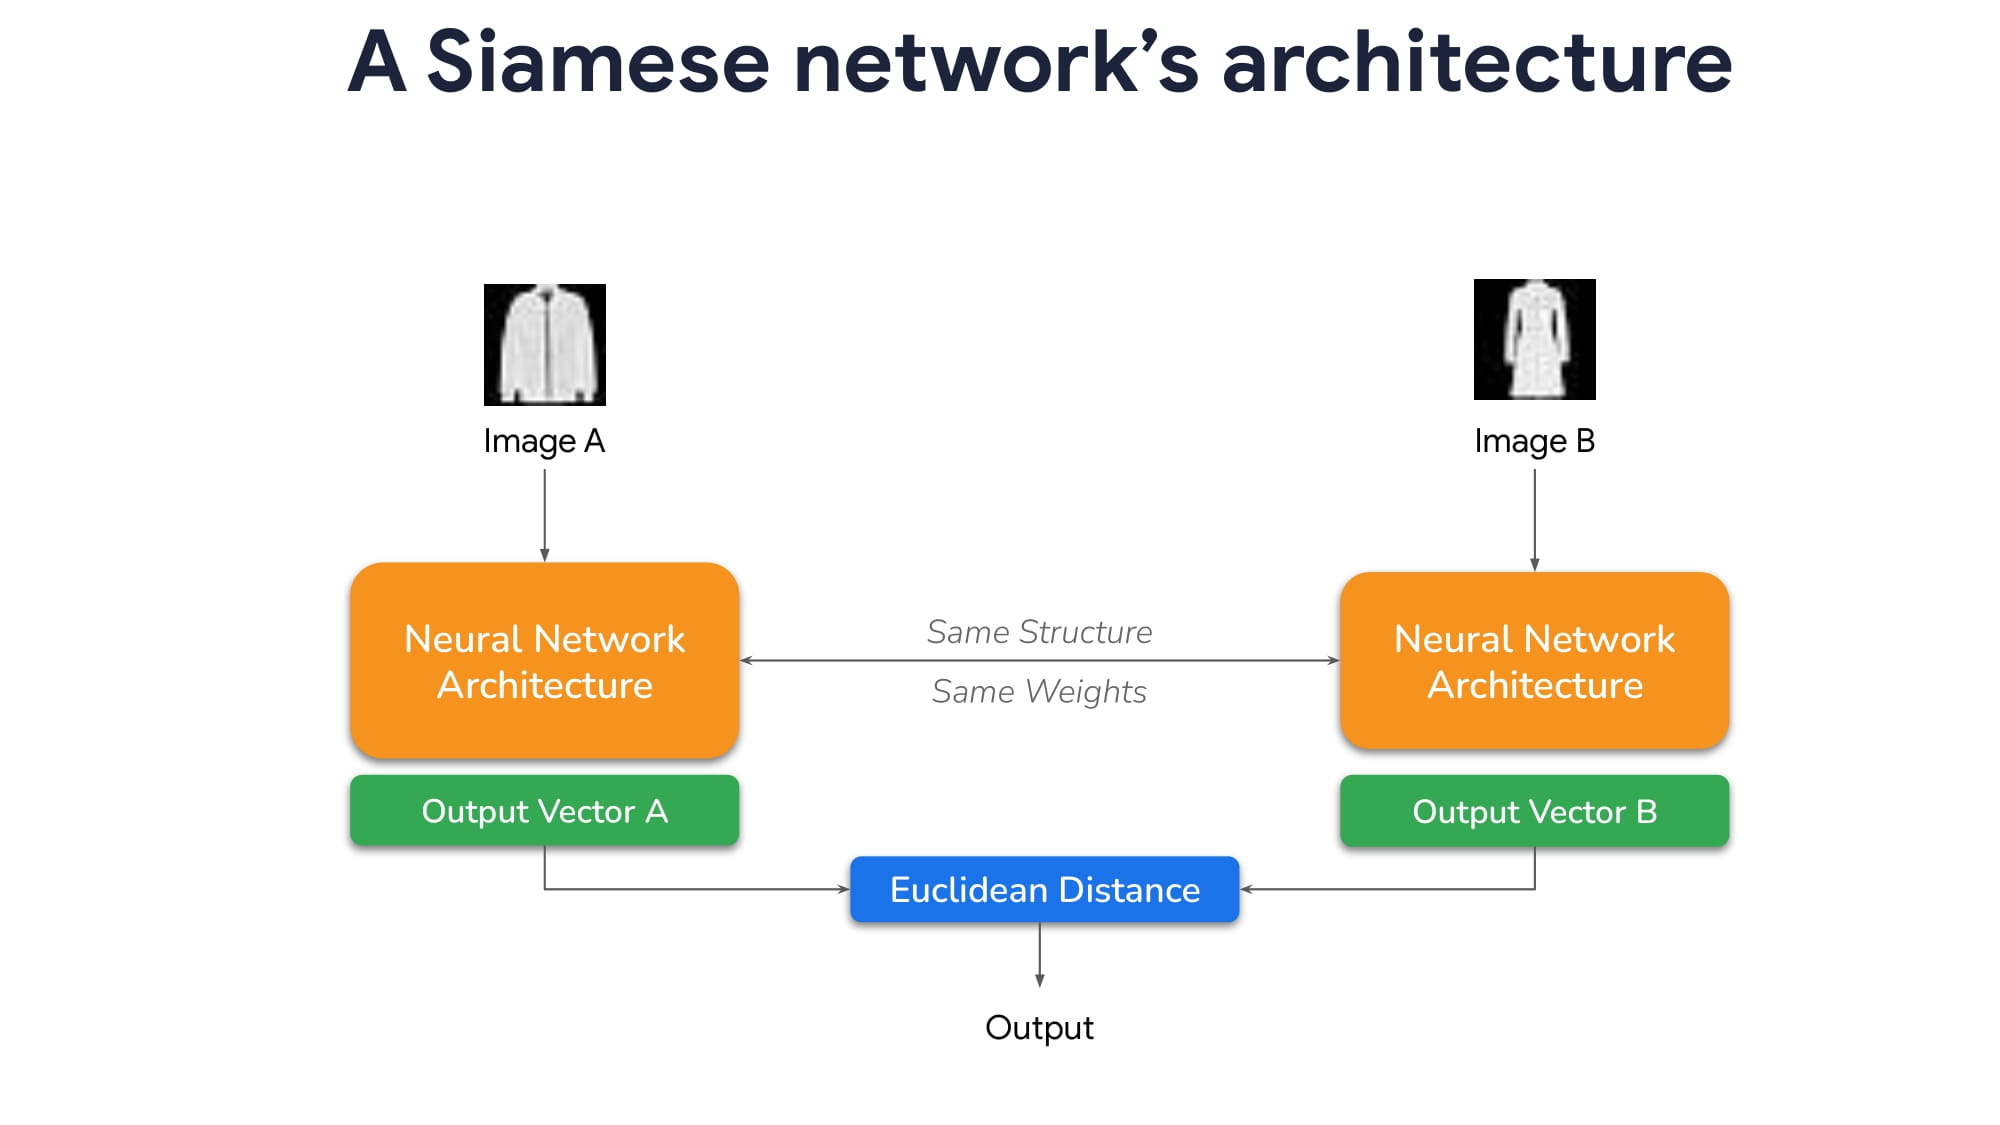 A Siamese network’s architecture
Image A
Image B
Neural Network
Architecture
Same Structure
Same Weights
Neural Network
Architecture
Output Vector A
Output Vector B
Euclidean Distance
Output